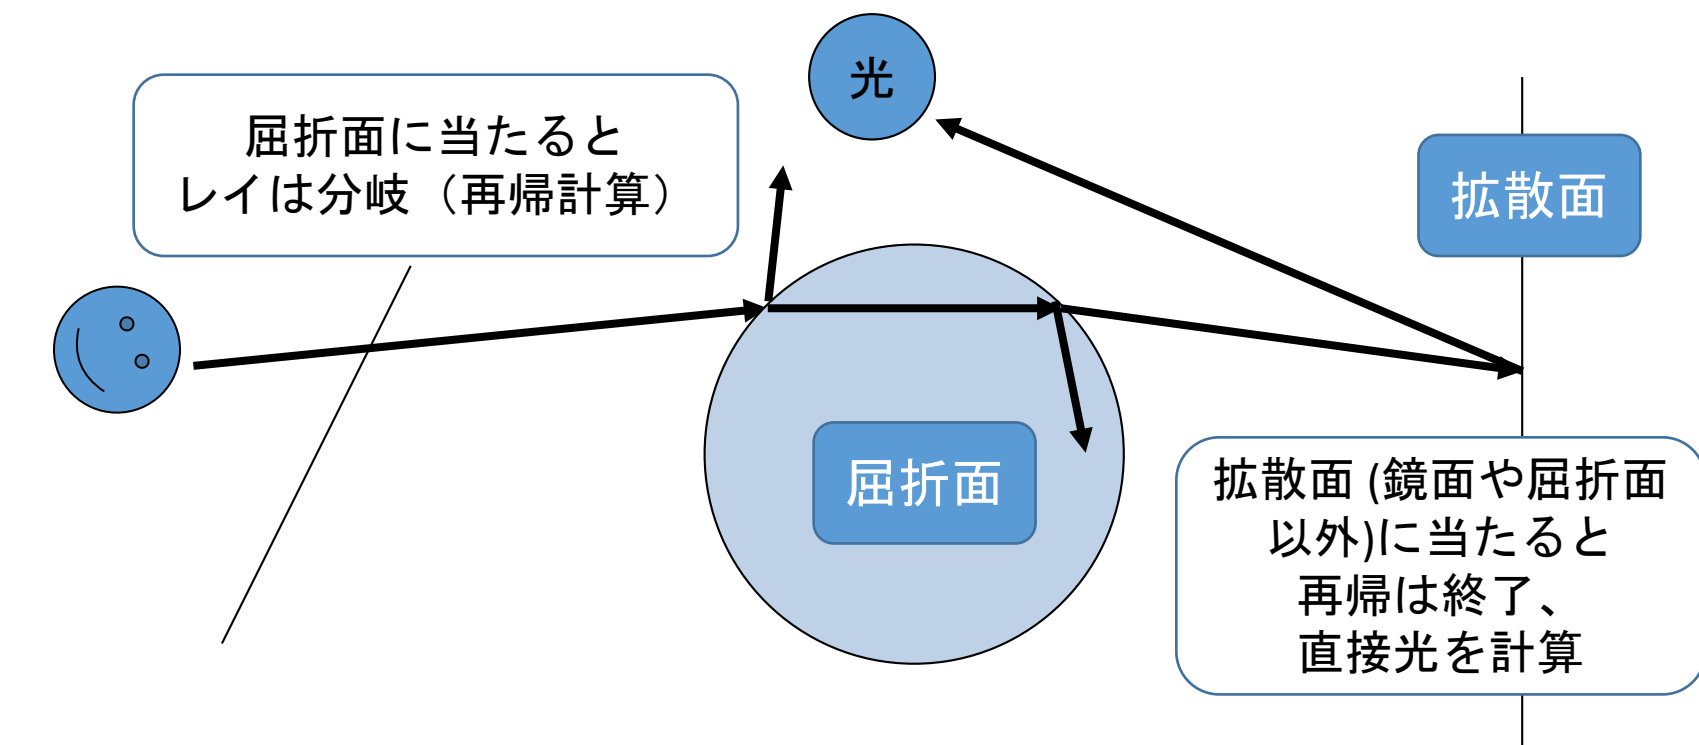 光
屈折面に当たると
レイは分岐（再帰計算）
拡散面
屈折面
拡散面 (鏡面や屈折面
以外)に当たると
再帰は終了、
直接光を計算